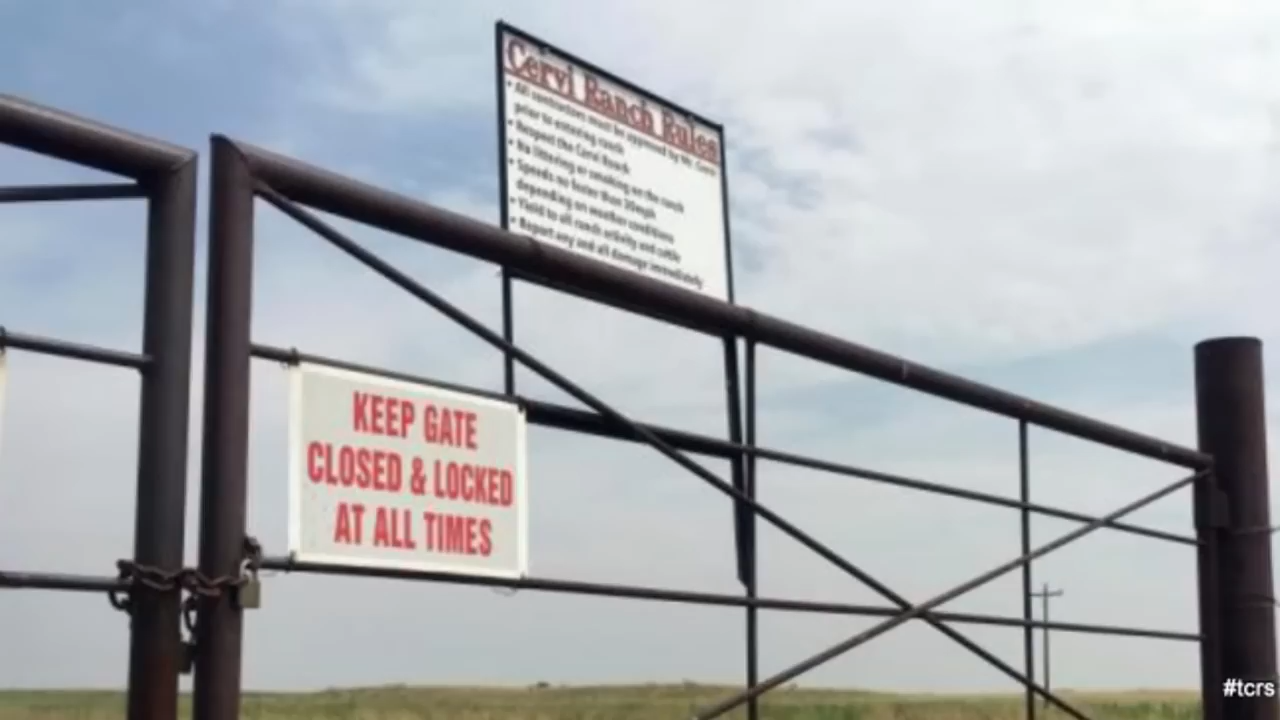 Cervi Ranch Rules
• All contractors must be approved by Mr. Cervi
prior to entering ranch
• Respect the Cervi Ranch
• No littering or smoking on the ranch
• Speeds no faster than 35mph
depending on weather conditions
• Yield to all ranch activity and cattle
• Report any and all damage immediately
KEEP GATE
CLOSED & LOCKED
AT ALL TIMES
#tcrs